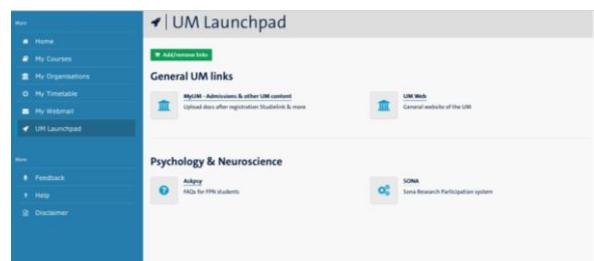 More
Home
My Courses
My Organisations
My Timetable
My Webmail
UM Launchpad
More
Feedback
Help
Disclaimer
UM Launchpad
Add/remove links
General UM links
MyUM - Admissions & other UM content
Upload docs after registration Studielink & more
UM Web
General website of the UM
Psychology & Neuroscience
Askpsy
FAQs for FPN students
SONA
Sona Research Participation system